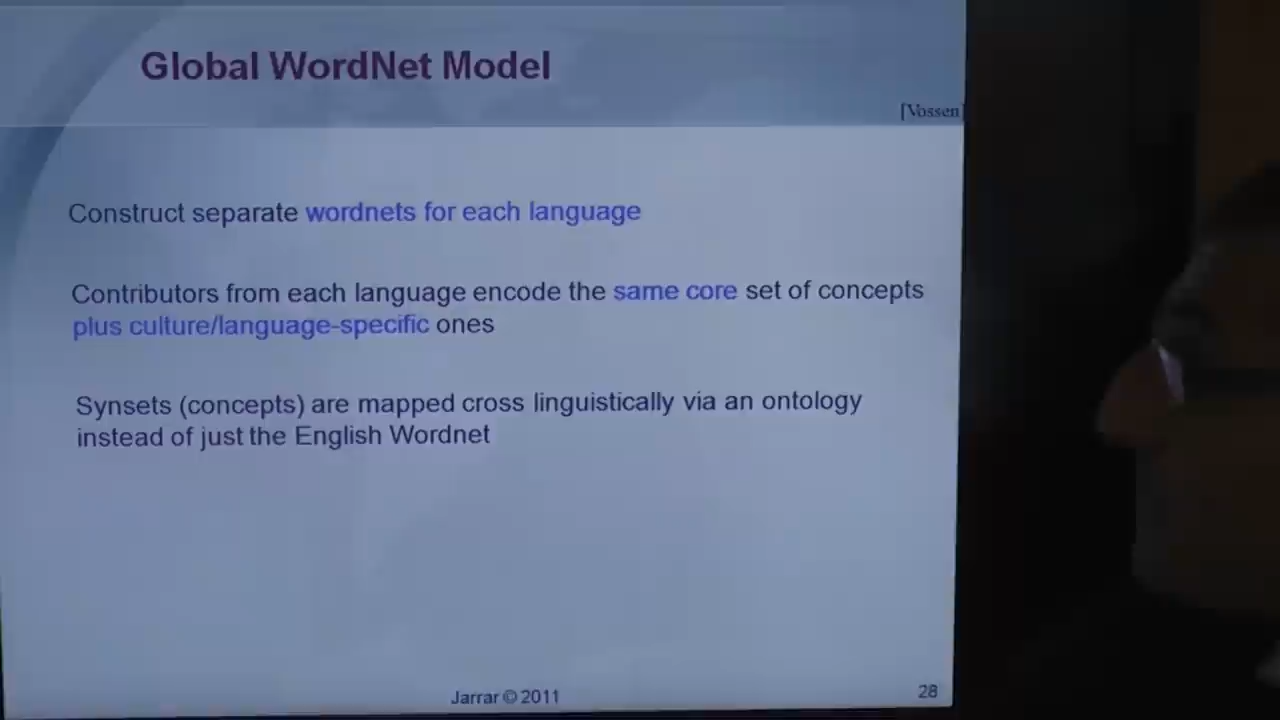 Global WordNet Model
[Vossen]
Construct separate wordnets for each language
Contributors from each language encode the same core set of concepts
plus culture/language-specific ones
Synsets (concepts) are mapped cross linguistically via an ontology
instead of just the English Wordnet
Jarrar © 2011
28